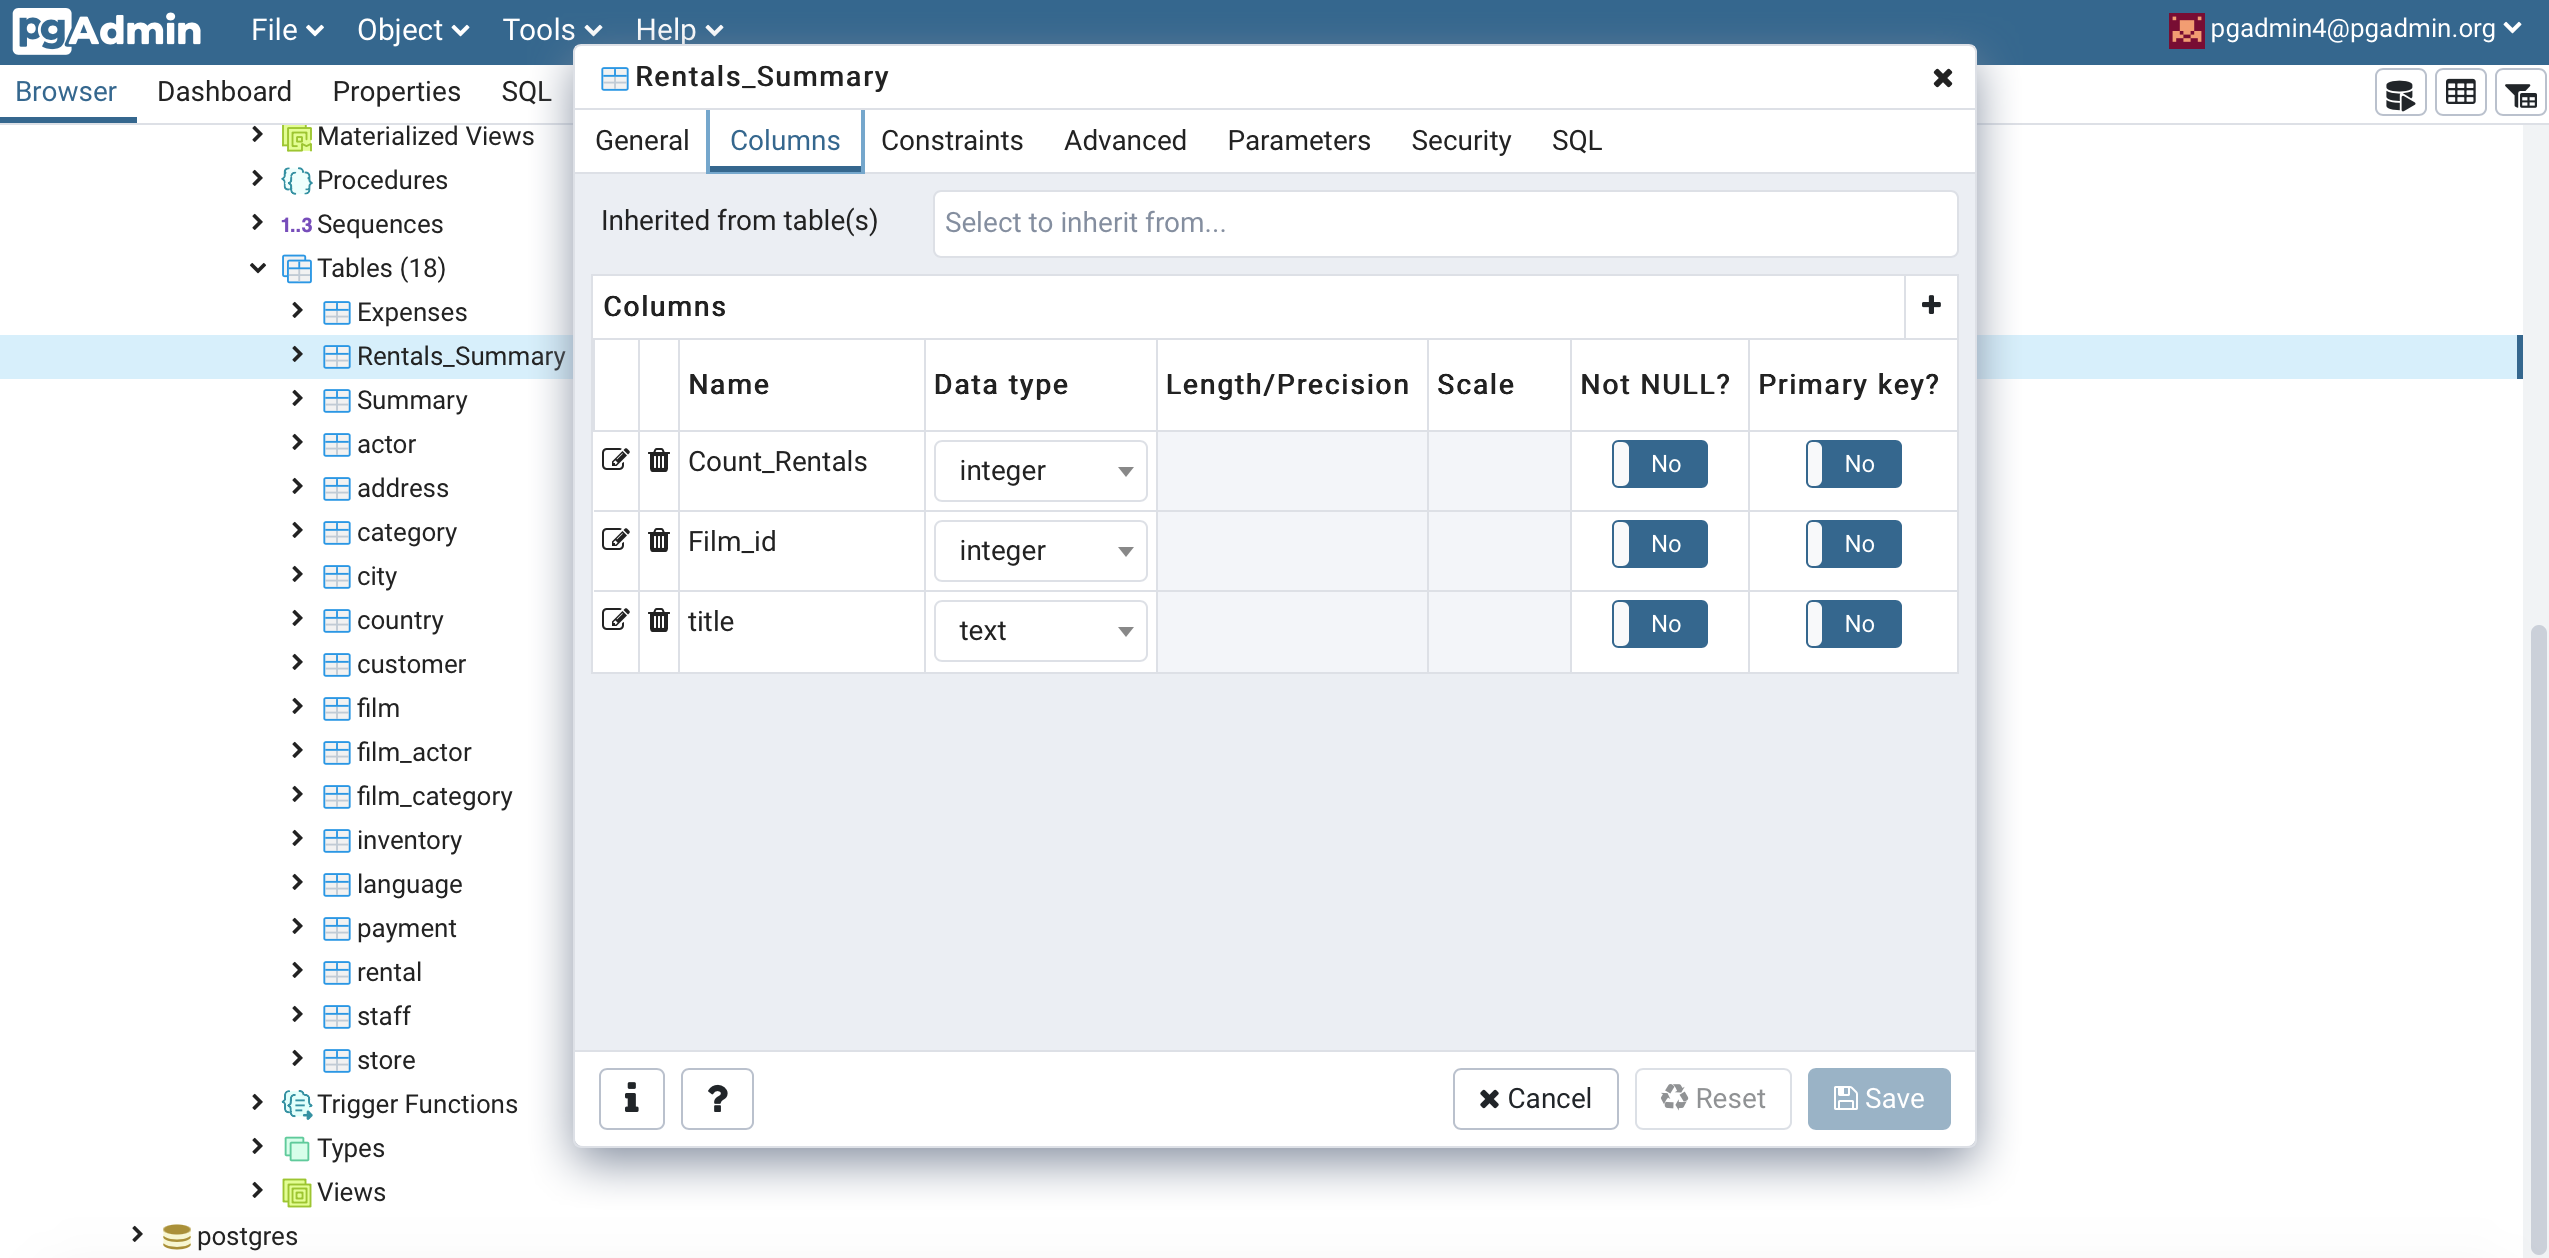 pgAdmin File Object Tools Help pgadmin4@pgadmin.org
Browser Dashboard Properties SQL
Materialized Views
Procedures
1..3 Sequences
Tables (18)
Expenses
Rentals_Summary
Summary
actor
address
category
city
country
customer
film
film_actor
film_category
inventory
language
payment
rental
staff
store
Trigger Functions
Types
Views
postgres
Rentals_Summary
General Columns Constraints Advanced Parameters Security SQL
Inherited from table(s) Select to inherit from...
Columns
Name Data type Length/Precision Scale Not NULL? Primary key?
Count_Rentals integer No No
Film_id integer No No
title text No No
i ? Cancel Reset Save